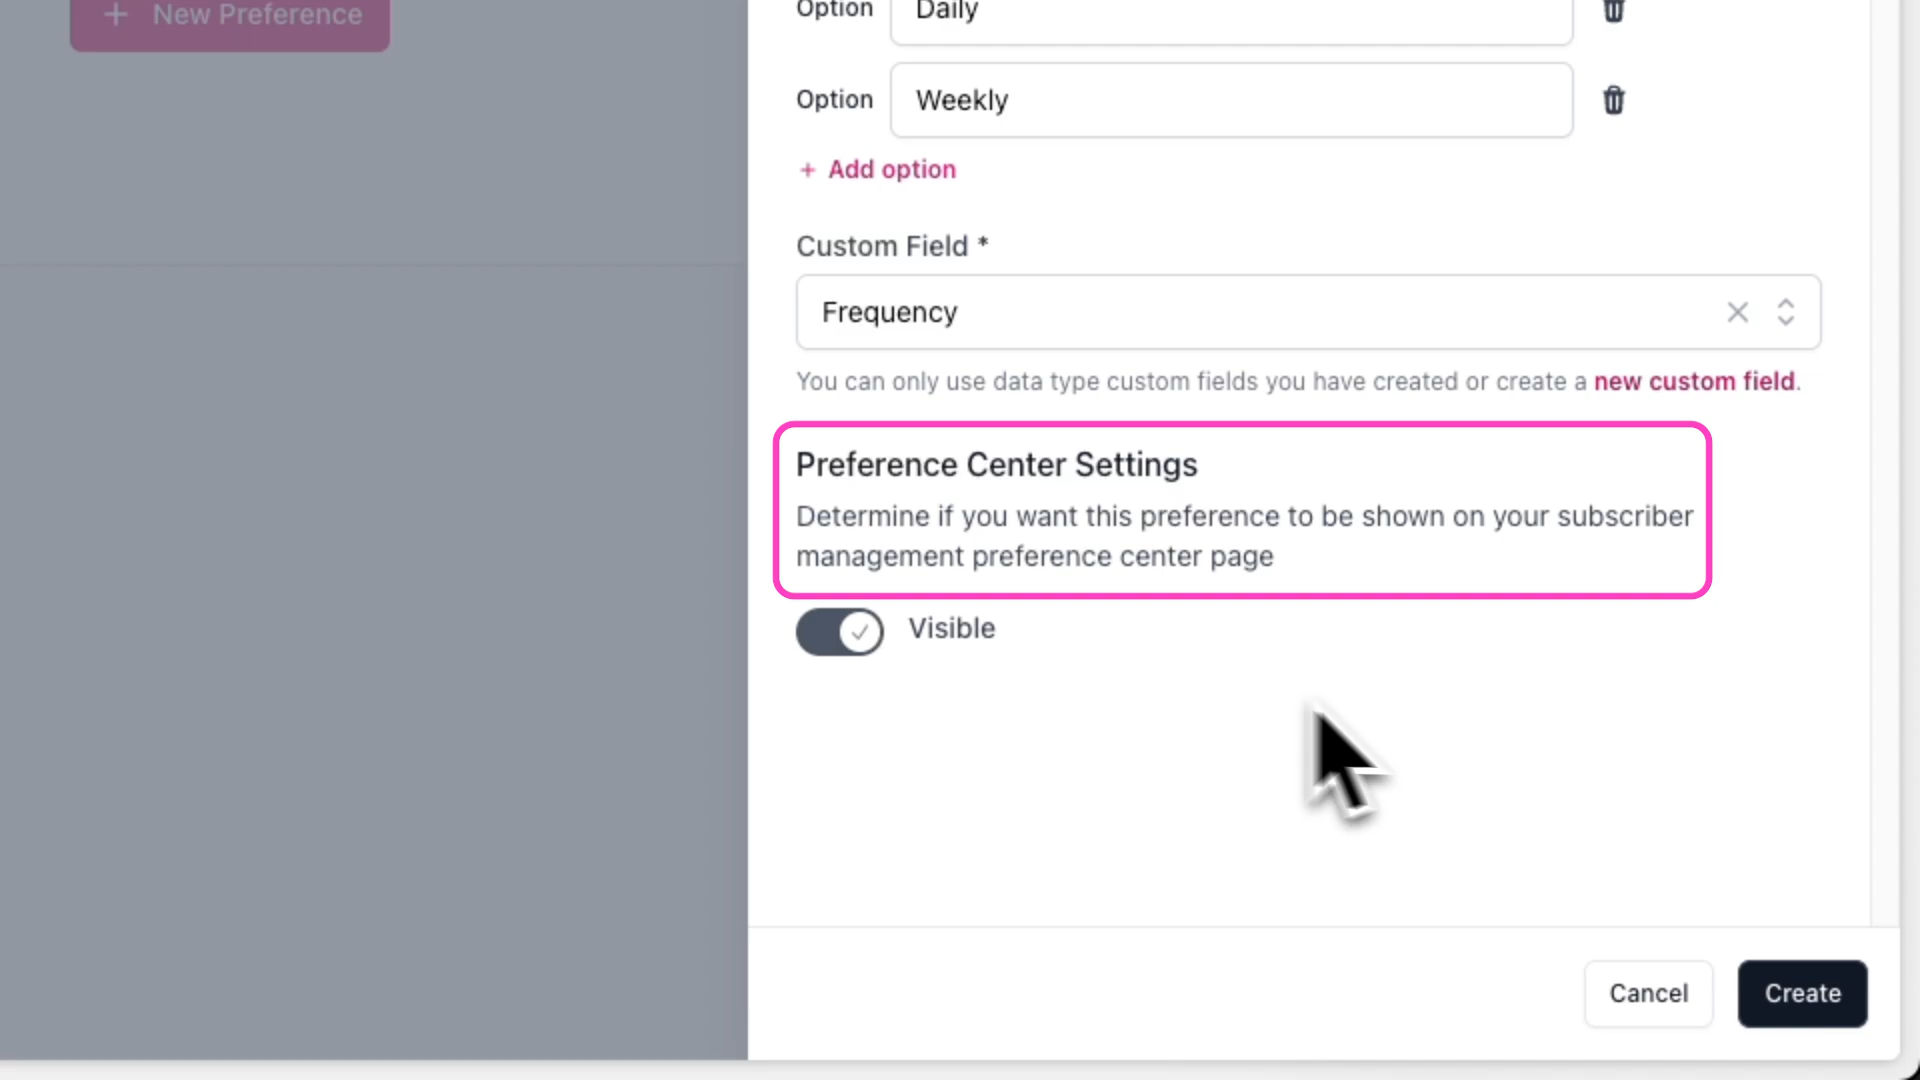 + New Preference
Option Daily
Option Weekly
+ Add option
Custom Field *
Frequency
You can only use data type custom fields you have created or create a new custom field.
Preference Center Settings
Determine if you want this preference to be shown on your subscriber
management preference center page
Visible
Cancel Create